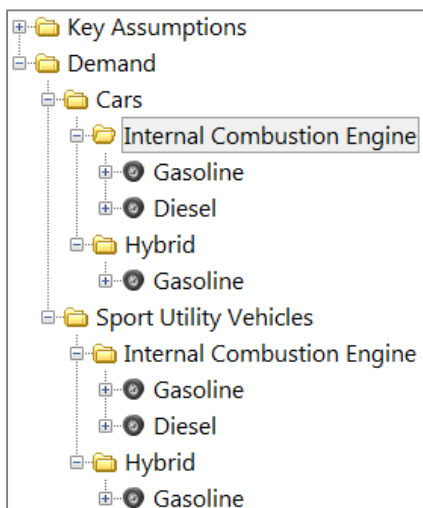 Key Assumptions
Demand
Cars
Internal Combustion Engine
Gasoline
Diesel
Hybrid
Gasoline
Sport Utility Vehicles
Internal Combustion Engine
Gasoline
Diesel
Hybrid
Gasoline